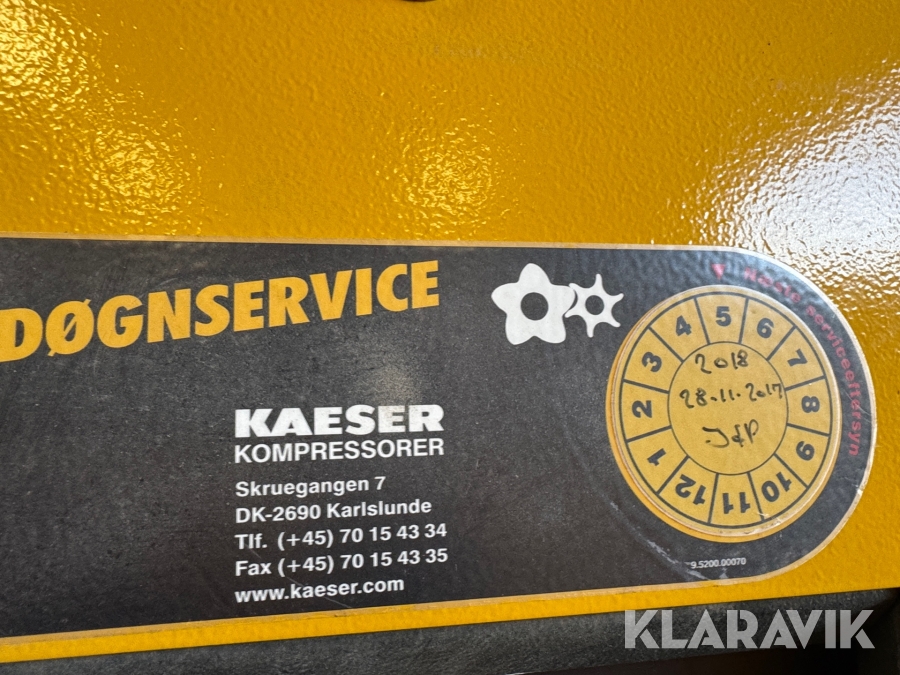 DØGNSERVICE
KAESER
KOMPRESSORER
Skruegangen 7
DK-2690 Karlslunde
Tlf. (+45) 70 15 43 34
Fax (+45) 70 15 43 35
www.kaeser.com
Næste serviceeftersyn
1 2 3 4 5 6 7 8 9 10 11 12
2018
28.11.2017
9.5200.00070
KLARAVIK